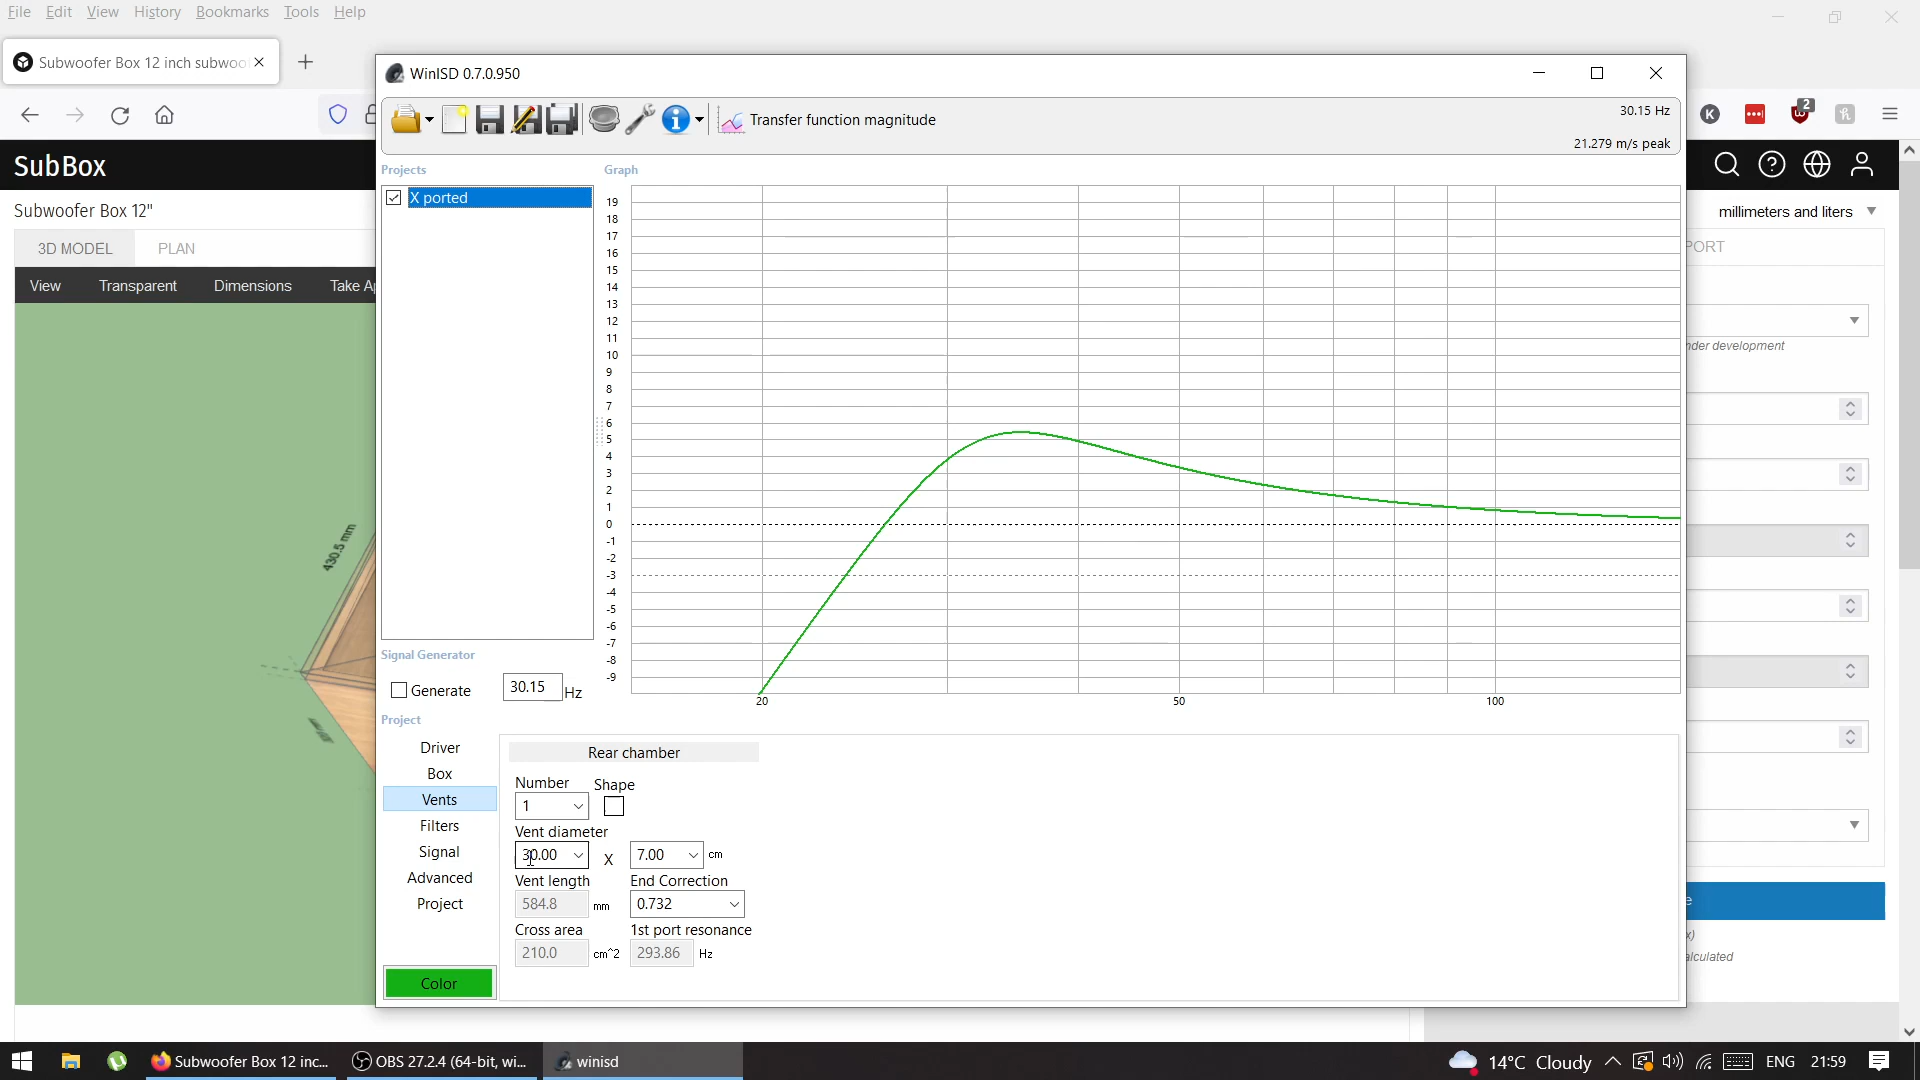 File Edit View History Bookmarks Tools Help
Subwoofer Box 12 inch subwoo
WinISD 0.7.0.950
2
Transfer function magnitude
30.15 Hz
21.279 m/s peak
SubBox
Projects
Graph
X ported
Subwoofer Box 12"
millimeters and liters
3D MODEL PLAN
PORT
View Transparent Dimensions Take Ap
19
18
17
16
15
14
13
12
11
10
9
8
7
6
5
4
3
2
1
0
-1
-2
-3
-4
-5
-6
-7
-8
-9
20 50 100
nder development
430.5 mm
Signal Generator
Generate 30.15 Hz
Project
Driver
Box
Vents
Filters
Signal
Advanced
Project
Color
Rear chamber
Number Shape
1
Vent diameter
30.00 X 7.00 cm
Vent length End Correction
584.8 mm 0.732
Cross area 1st port resonance
210.0 cm^2 293.86 Hz
e
x)
alculated
Subwoofer Box 12 inc... OBS 27.2.4 (64-bit, wi... winisd 14°C Cloudy ENG 21:59